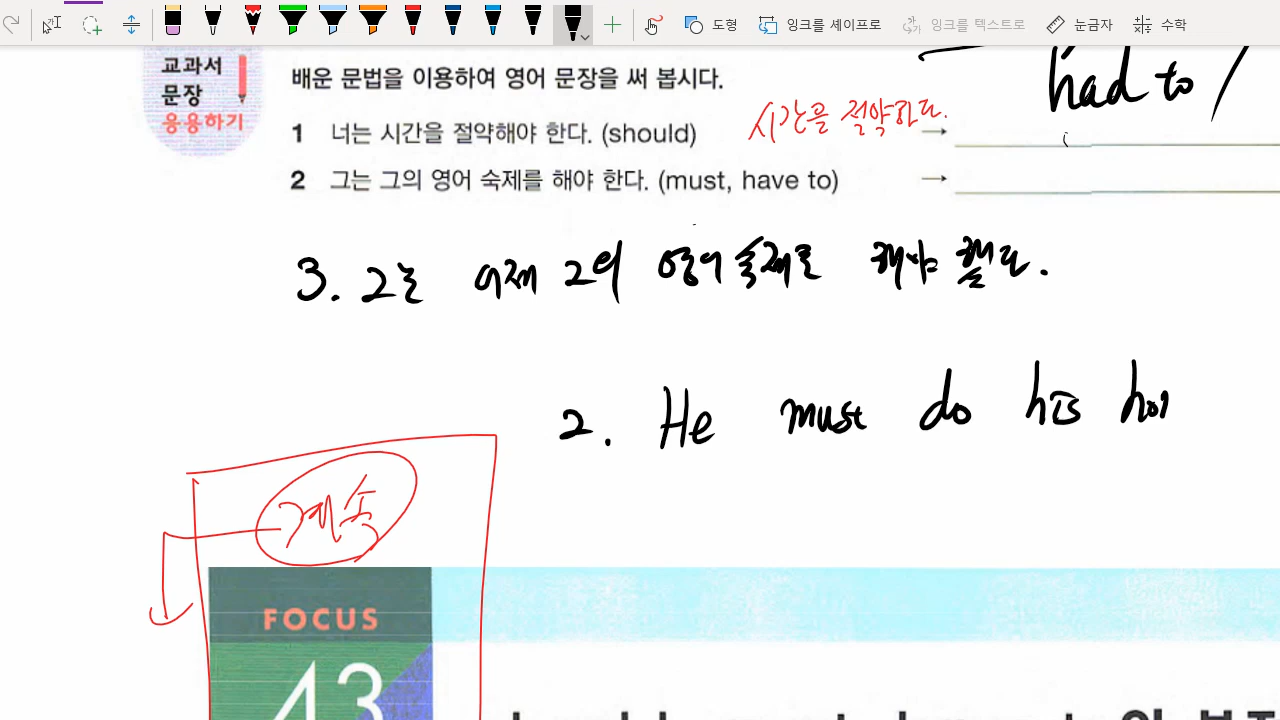 잉크를 셰이프로
잉크를 텍스트로
눈금자
수학
교과서
문장
응용하기
배운 문법을 이용하여 영어 문장을 써 봅시다.
had to /
1 너는 시간을 절약해야 한다. (should)
시간을 절약하다.
2 그는 그의 영어 숙제를 해야 한다. (must, have to) →
3. 그는 어제 그의 영어숙제를 해야 했다.
2. He must do his
계속
FOCUS
43